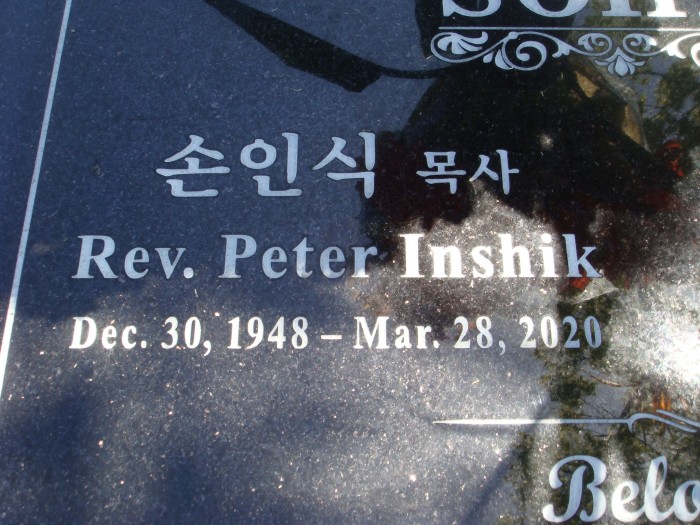 손인식 목사
Rev. Peter Inshik
Dec. 30, 1948 – Mar. 28, 2020